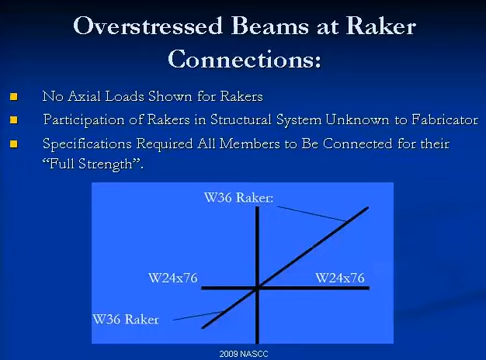 Overstressed Beams at Raker
Connections:
No Axial Loads Shown for Rakers
Participation of Rakers in Structural System Unknown to Fabricator
Specifications Required All Members to Be Connected for their
“Full Strength”.
W36 Raker:
W24x76 W24x76
W36 Raker
2009 NASCC